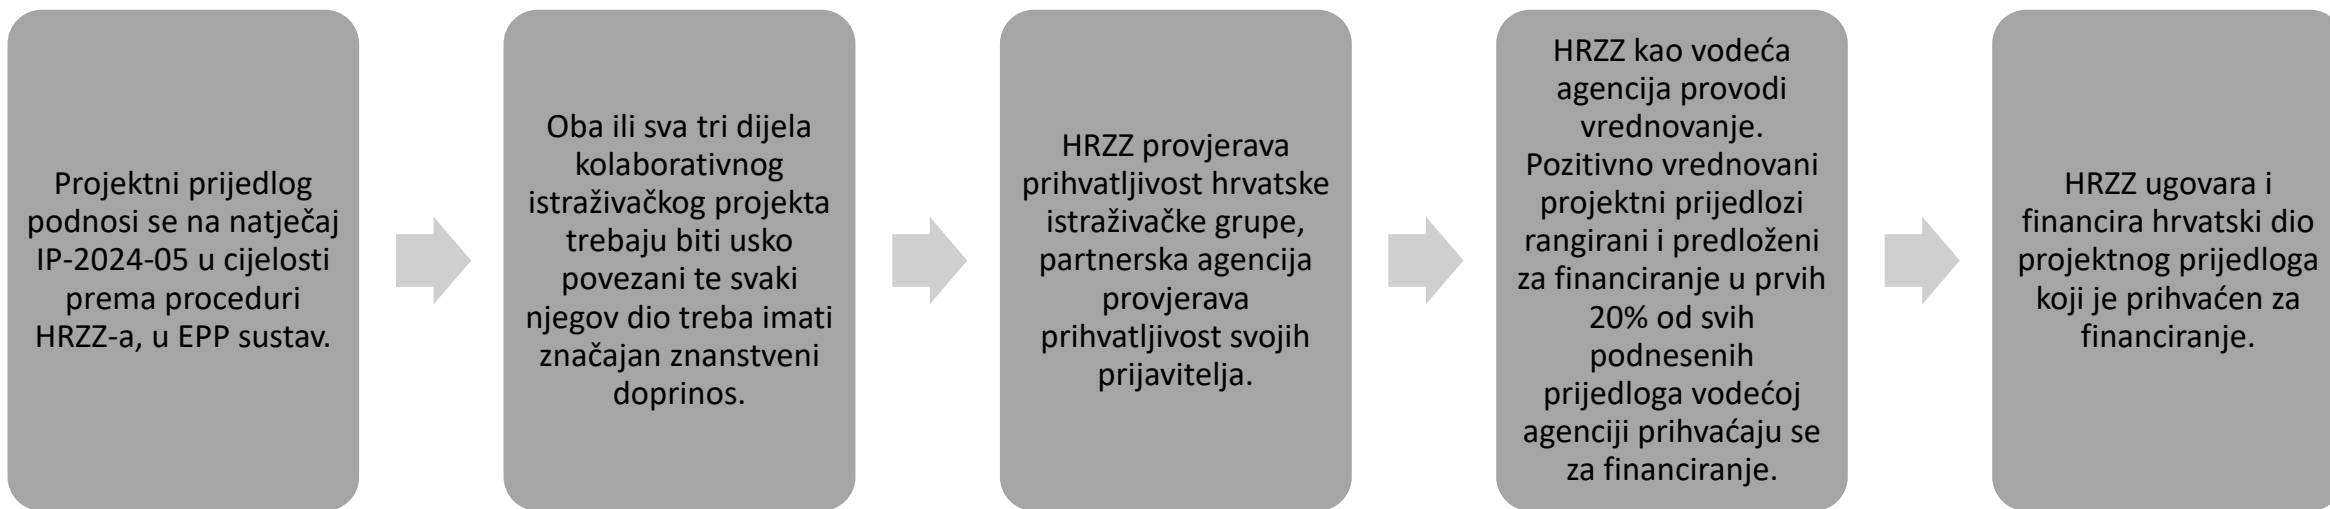 Projektni prijedlog
podnosi se na natječaj
IP-2024-05 u cijelosti
prema proceduri
HRZZ-a, u EPP sustav.
Oba ili sva tri dijela
kolaborativnog
istraživačkog projekta
trebaju biti usko
povezani te svaki
njegov dio treba imati
značajan znanstveni
doprinos.
HRZZ provjerava
prihvatljivost hrvatske
istraživačke grupe,
partnerska agencija
provjerava
prihvatljivost svojih
prijavitelja.
HRZZ kao vodeća
agencija provodi
vrednovanje.
Pozitivno vrednovani
projektni prijedlozi
rangirani i predloženi
za financiranje u prvih
20% od svih
podnesenih
prijedloga vodećoj
agenciji prihvaćaju se
za financiranje.
HRZZ ugovara i
financira hrvatski dio
projektnog prijedloga
koji je prihvaćen za
financiranje.